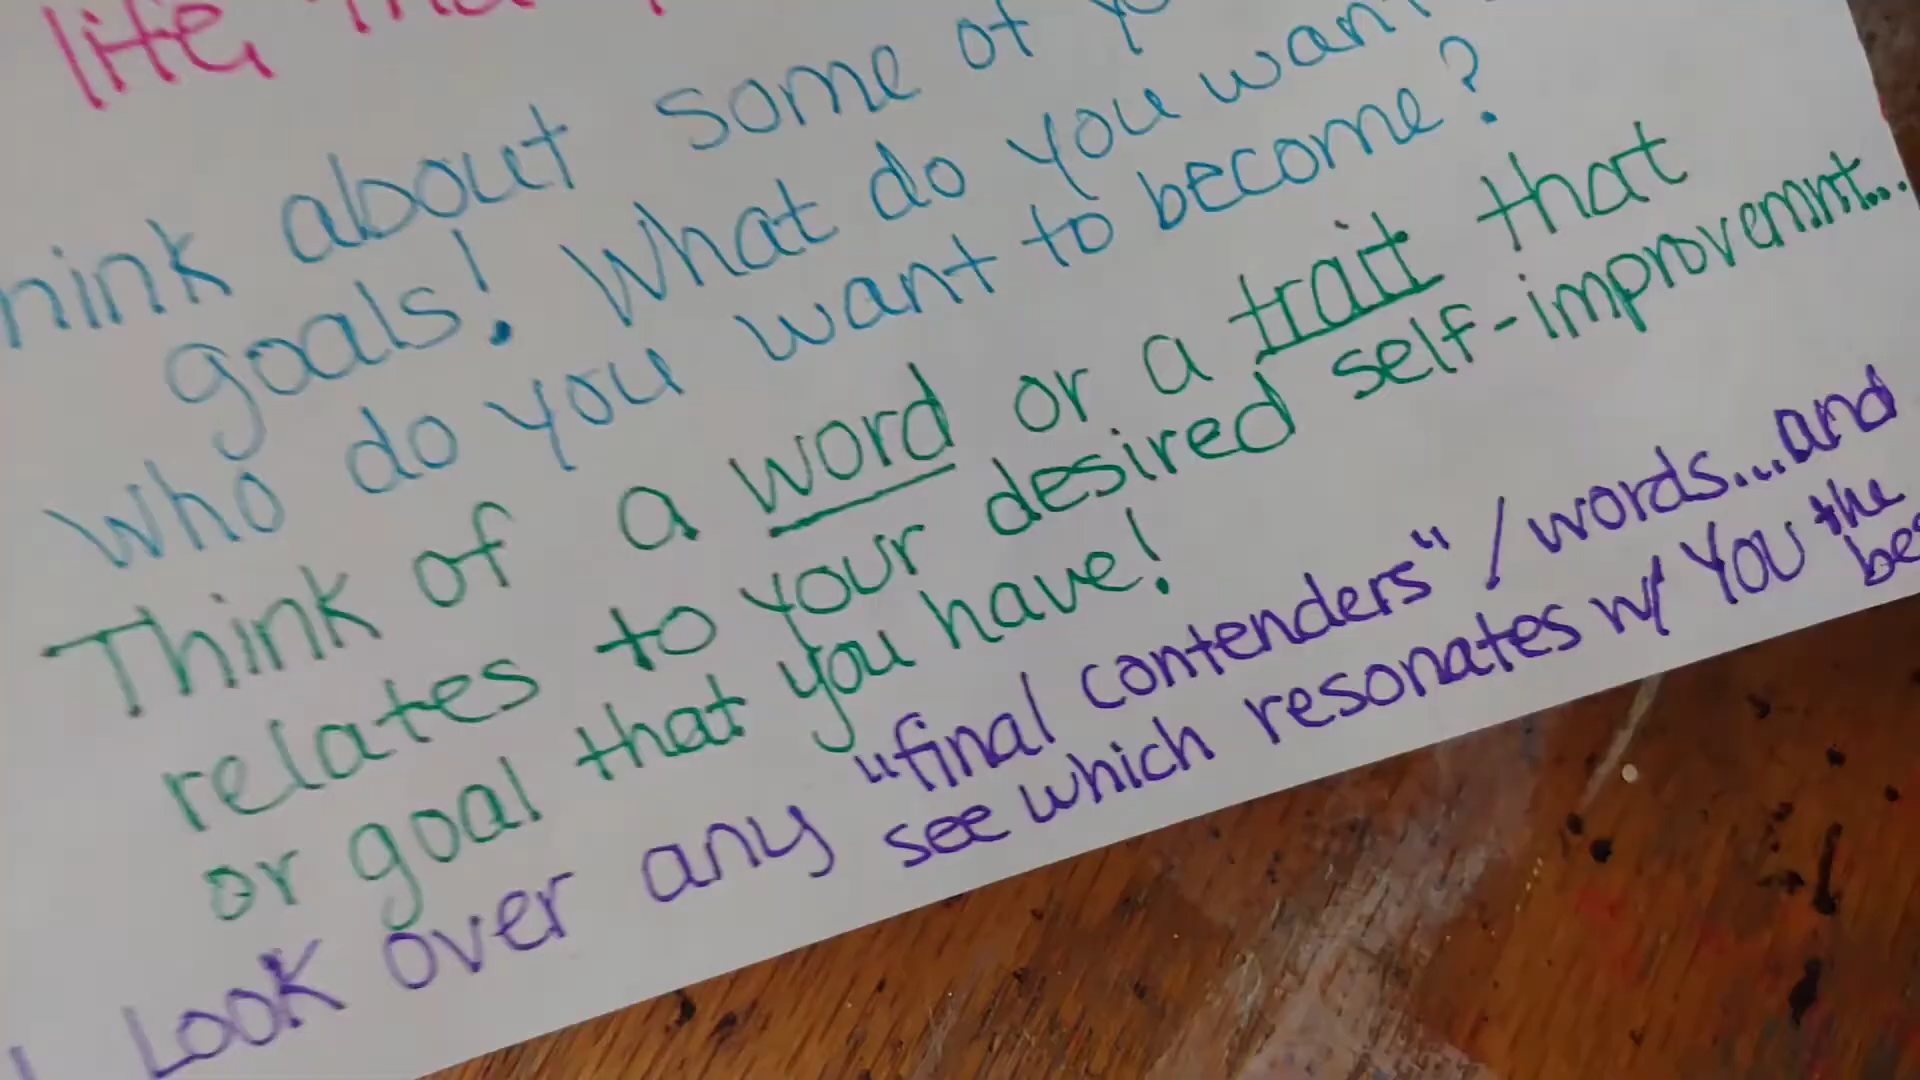 life,
hink about some of
goals! What do you want
Who do you want to become?
Think of a word or a trait that
relates to your desired self-improvemnt...
or goal that you have!
Look over any "final contenders" / words....and
see which resonates w/ YOU the